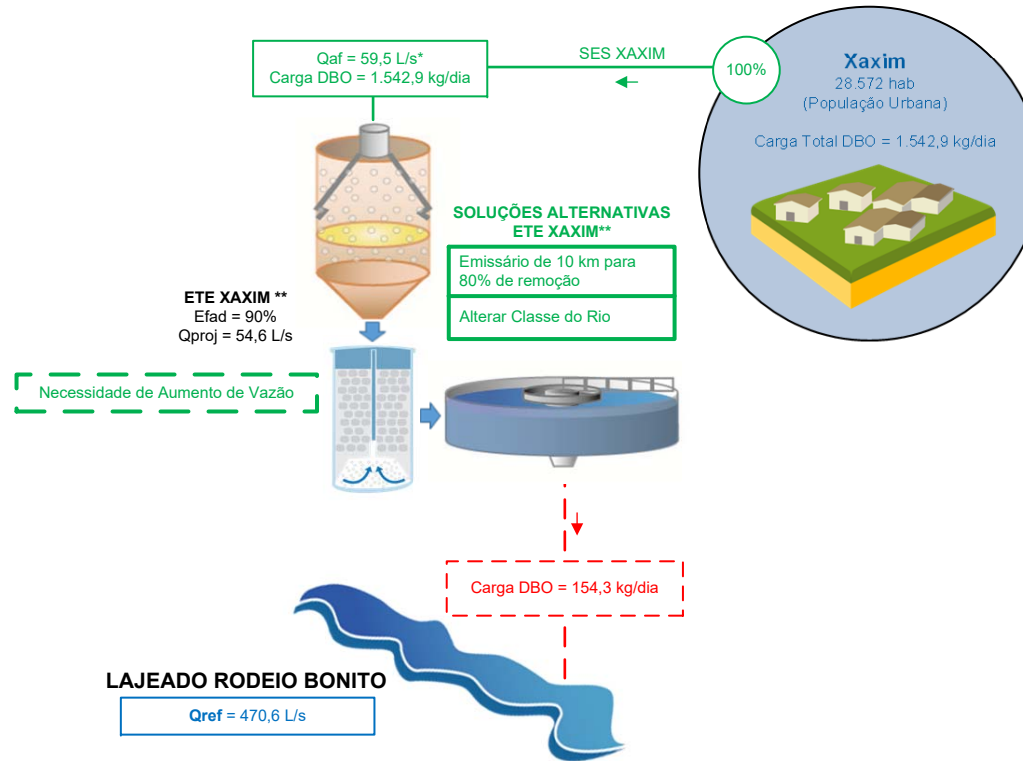 Qaf = 59,5 L/s*
Carga DBO = 1.542,9 kg/dia
SES XAXIM
100%
Xaxim
28.572 hab
(População Urbana)
Carga Total DBO = 1.542,9 kg/dia
SOLUÇÕES ALTERNATIVAS
ETE XAXIM**
Emissário de 10 km para
80% de remoção
Alterar Classe do Rio
ETE XAXIM **
Efad = 90%
Qproj = 54,6 L/s
Necessidade de Aumento de Vazão
Carga DBO = 154,3 kg/dia
LAJEADO RODEIO BONITO
Qref = 470,6 L/s